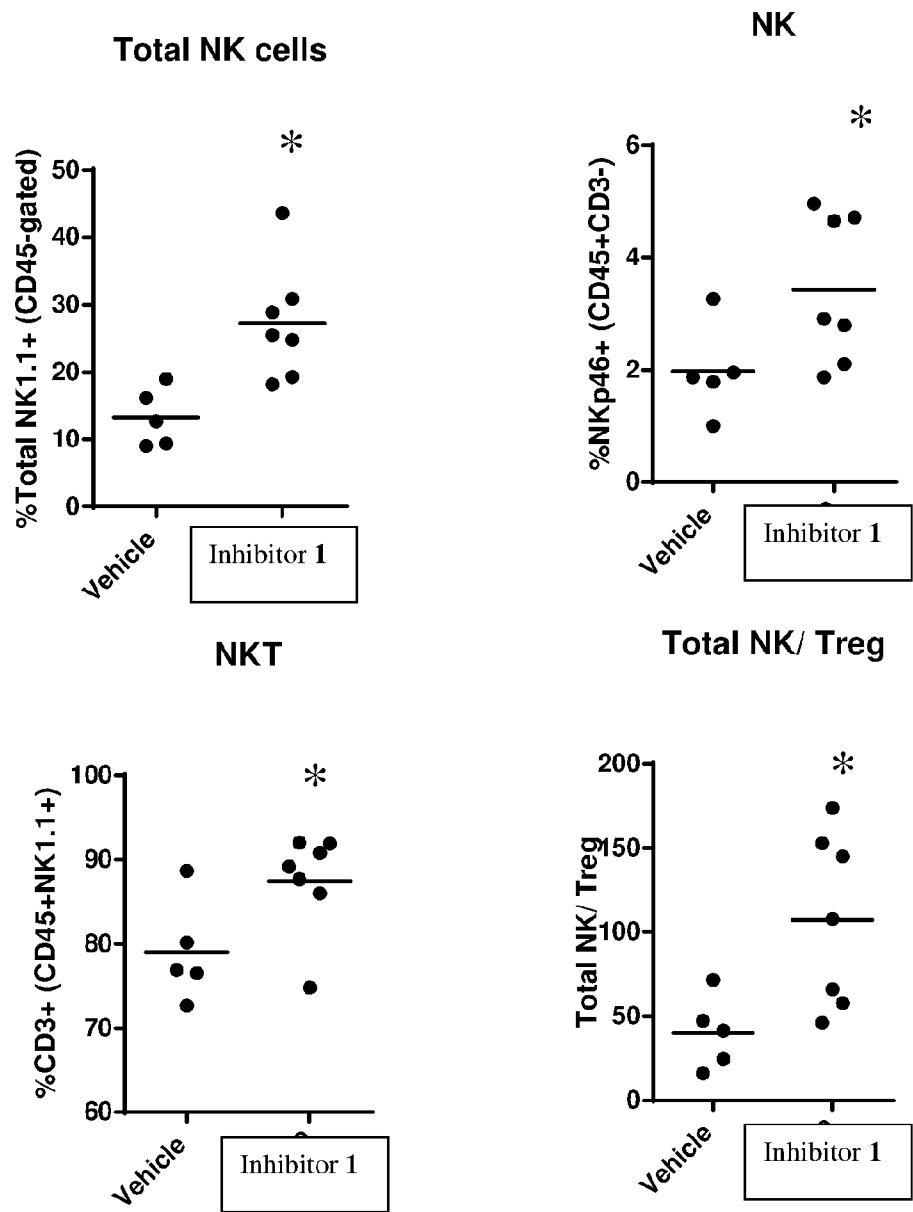 Total NK cells
*
%Total NK1.1+ (CD45-gated)
50
40
30
20
10
0
Vehicle
Inhibitor 1
NK
*
%NKp46+ (CD45+CD3-)
6
4
2
0
Vehicle
Inhibitor 1
NKT
*
%CD3+ (CD45+NK1.1+)
100
90
80
70
60
Vehicle
Inhibitor 1
Total NK/ Treg
*
Total NK/ Treg
200
150
100
50
0
Vehicle
Inhibitor 1